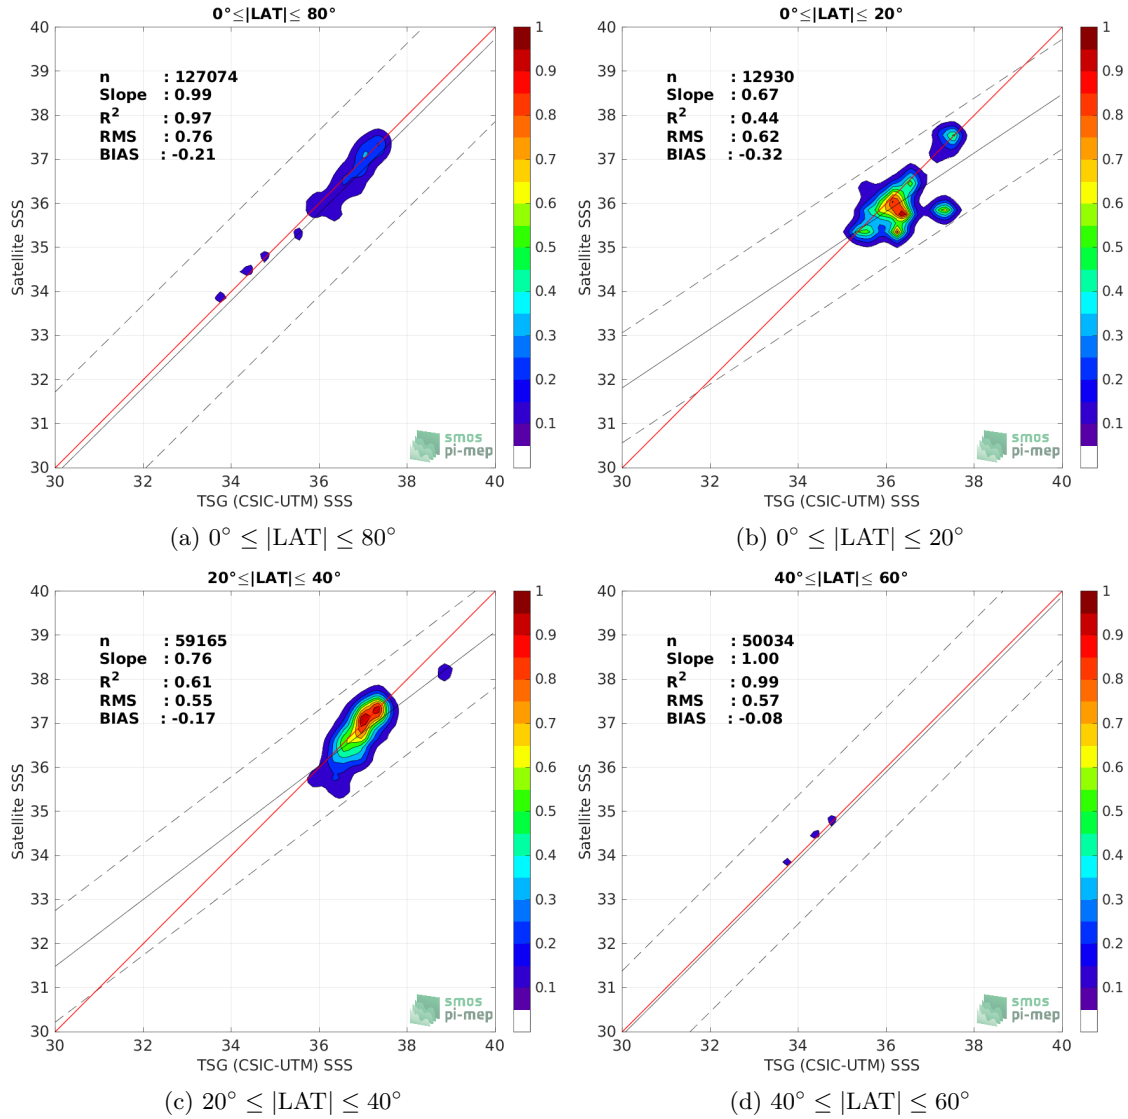 0°≤|LAT|≤ 80°
n : 127074
Slope : 0.99
R² : 0.97
RMS : 0.76
BIAS : -0.21
40
39
38
37
36
35
34
33
32
31
30
30 32 34 36 38 40
Satellite SSS
TSG (CSIC-UTM) SSS
smos
pi-mep
1
0.9
0.8
0.7
0.6
0.5
0.4
0.3
0.2
0.1
(a) 0° ≤ |LAT| ≤ 80°
0°≤|LAT|≤ 20°
n : 12930
Slope : 0.67
R² : 0.44
RMS : 0.62
BIAS : -0.32
40
39
38
37
36
35
34
33
32
31
30
30 32 34 36 38 40
Satellite SSS
TSG (CSIC-UTM) SSS
smos
pi-mep
1
0.9
0.8
0.7
0.6
0.5
0.4
0.3
0.2
0.1
(b) 0° ≤ |LAT| ≤ 20°
20°≤|LAT|≤ 40°
n : 59165
Slope : 0.76
R² : 0.61
RMS : 0.55
BIAS : -0.17
40
39
38
37
36
35
34
33
32
31
30
30 32 34 36 38 40
Satellite SSS
TSG (CSIC-UTM) SSS
smos
pi-mep
1
0.9
0.8
0.7
0.6
0.5
0.4
0.3
0.2
0.1
(c) 20° ≤ |LAT| ≤ 40°
40°≤|LAT|≤ 60°
n : 50034
Slope : 1.00
R² : 0.99
RMS : 0.57
BIAS : -0.08
40
39
38
37
36
35
34
33
32
31
30
30 32 34 36 38 40
Satellite SSS
TSG (CSIC-UTM) SSS
smos
pi-mep
1
0.9
0.8
0.7
0.6
0.5
0.4
0.3
0.2
0.1
(d) 40° ≤ |LAT| ≤ 60°